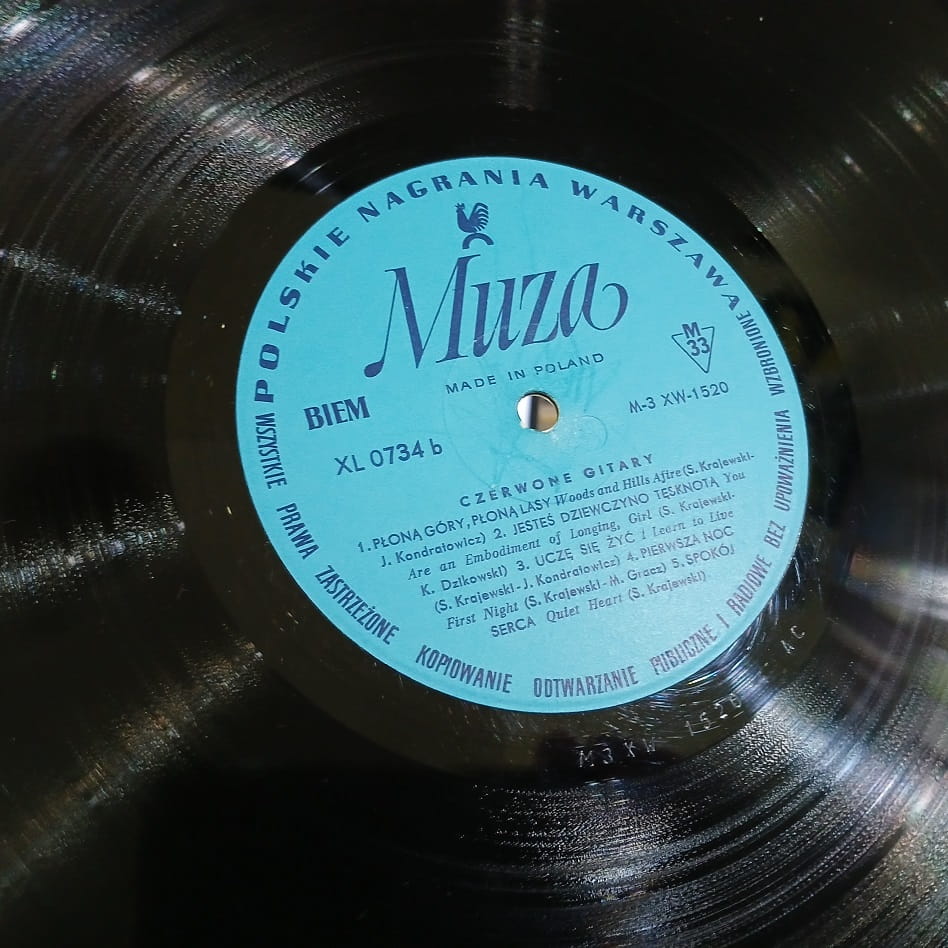 POLSKIE NAGRANIA WARSZAWA
Muza
MADE IN POLAND
M
33
BIEM
M-3 XW-1520
XL 0734 b
CZERWONE GITARY
1. PŁONĄ GÓRY, PŁONĄ LASY Woods and Hills Afire (S. Krajewski-
J. Kondratowicz) 2. JESTEŚ DZIEWCZYNO TĘSKNOTĄ You
Are an Embodiment of Longing, Girl (S. Krajewski-
K. Dzikowski) 3. UCZĘ SIĘ ŻYĆ I Learn to Live
(S. Krajewski-J. Kondratowicz) 4. PIERWSZA NOC
First Night (S. Krajewski-M. Gracz) 5. SPOKÓJ
SERCA Quiet Heart (S. Krajewski)
WSZYSTKIE PRAWA ZASTRZEŻONE KOPIOWANIE ODTWARZANIE PUBLICZNE I RADIOWE BEZ UPOWAŻNIENIA WZBRONIONE
M3 XW 1520 AC